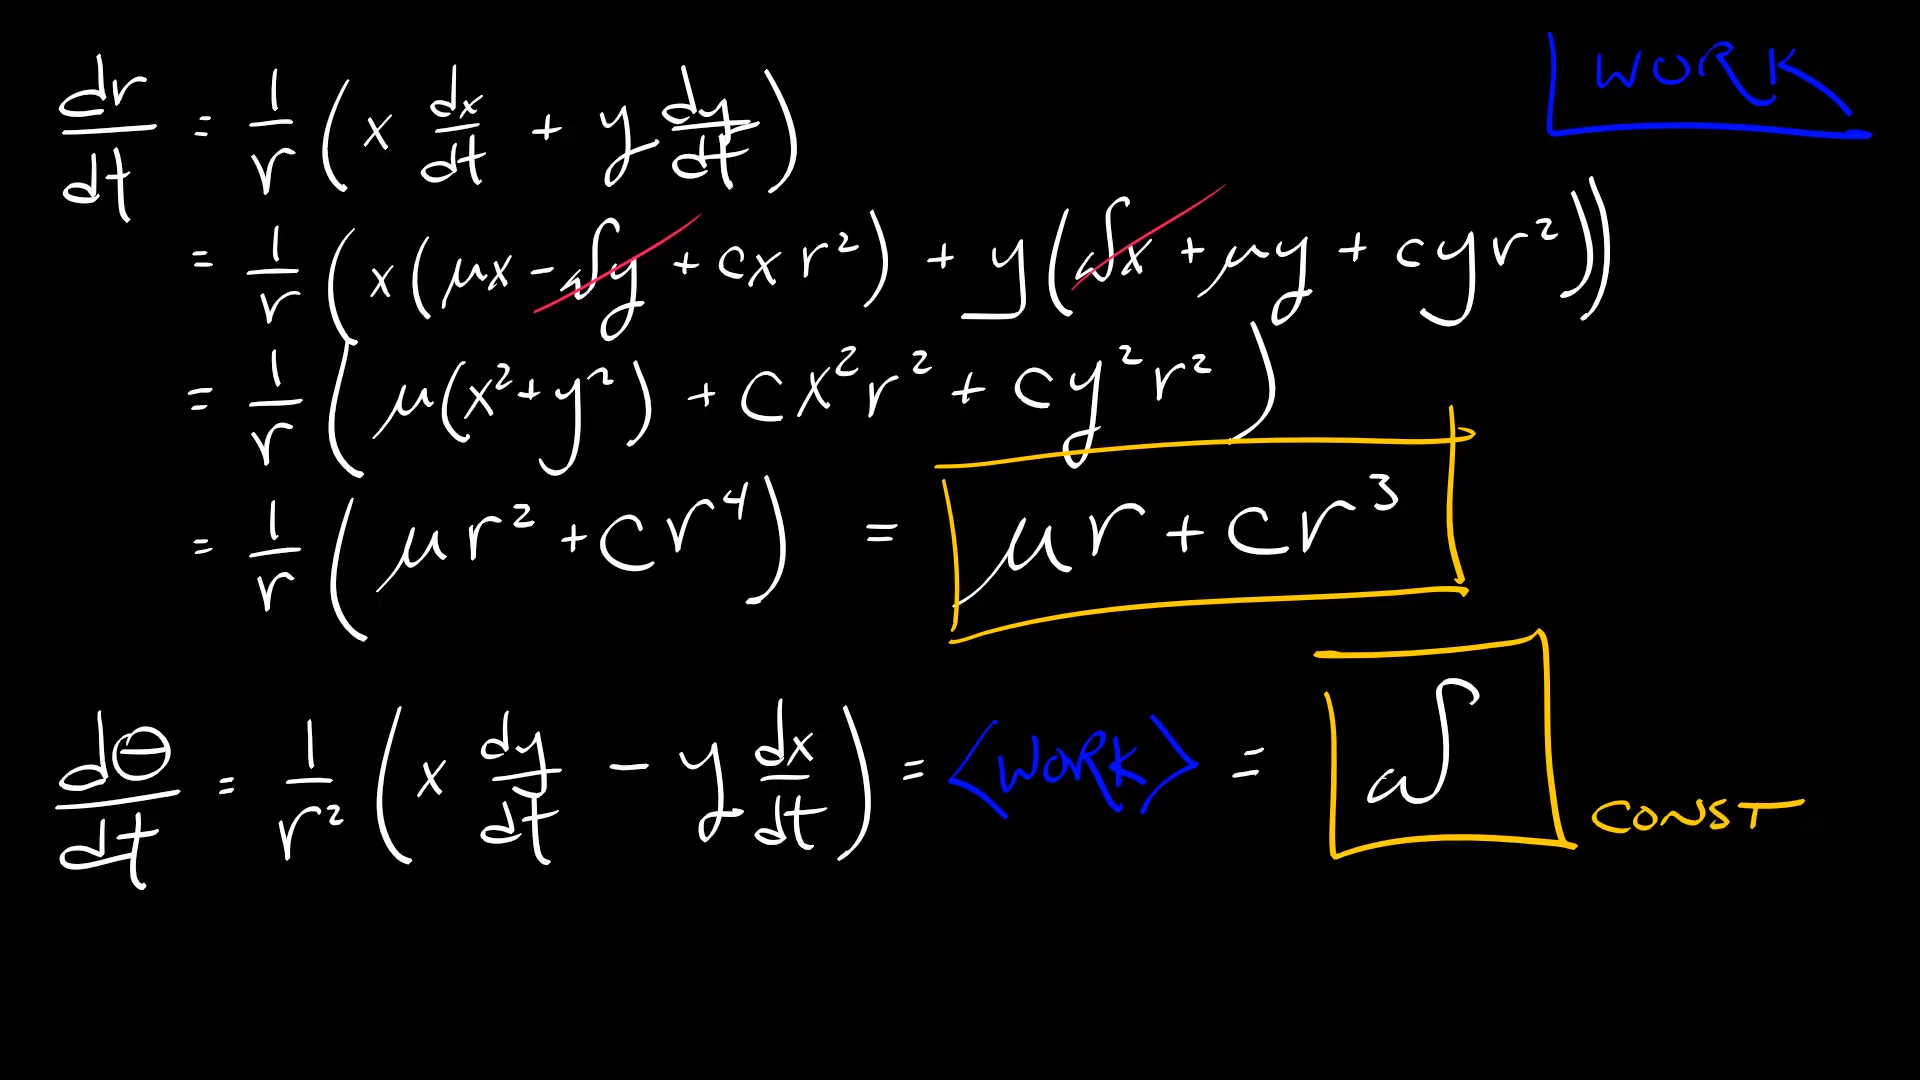 WORK
dr/dt = 1/r (x dx/dt + y dy/dt)
= 1/r (x(μx - ωy + cxr²) + y(ωx + μy + cyr²))
= 1/r (μ(x²+y²) + cx²r² + cy²r²)
= 1/r (μr² + cr⁴) = μr + cr³
dθ/dt = 1/r² (x dy/dt - y dx/dt) = <WORK> = ω CONST